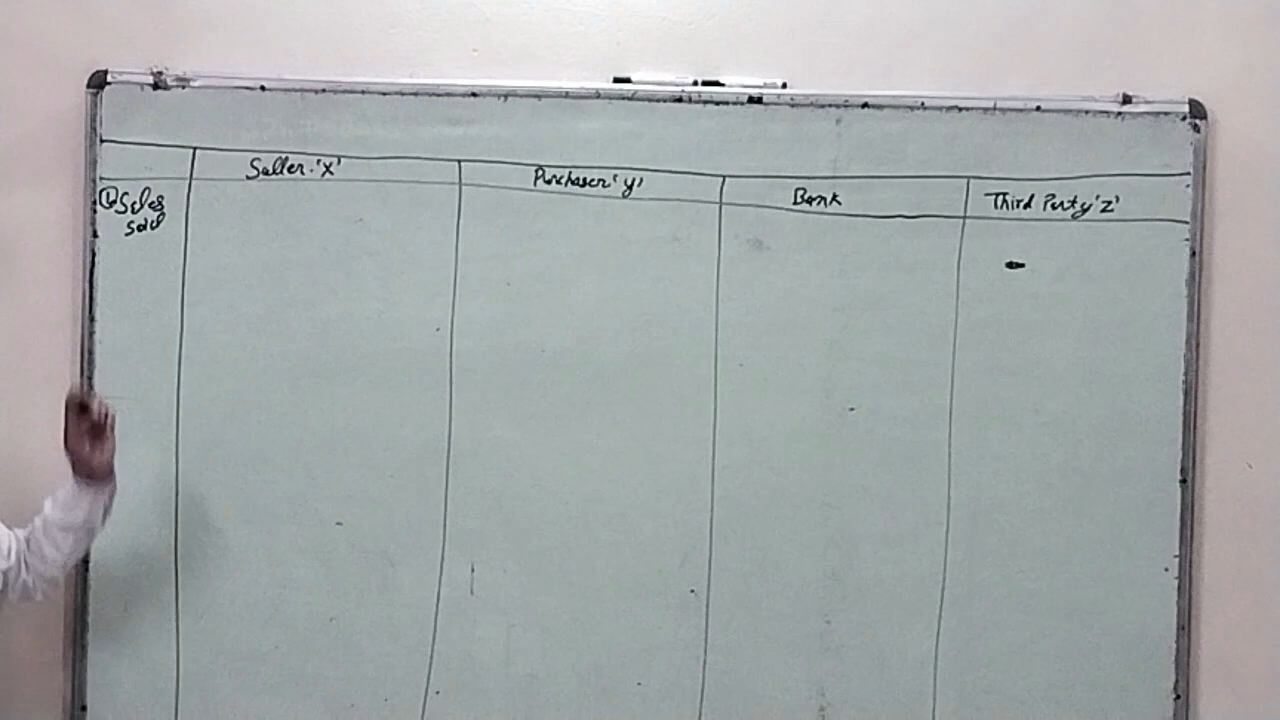 Seller 'X'
Purchaser 'y'
Bank
Third Party 'Z'
① Sales
Sold